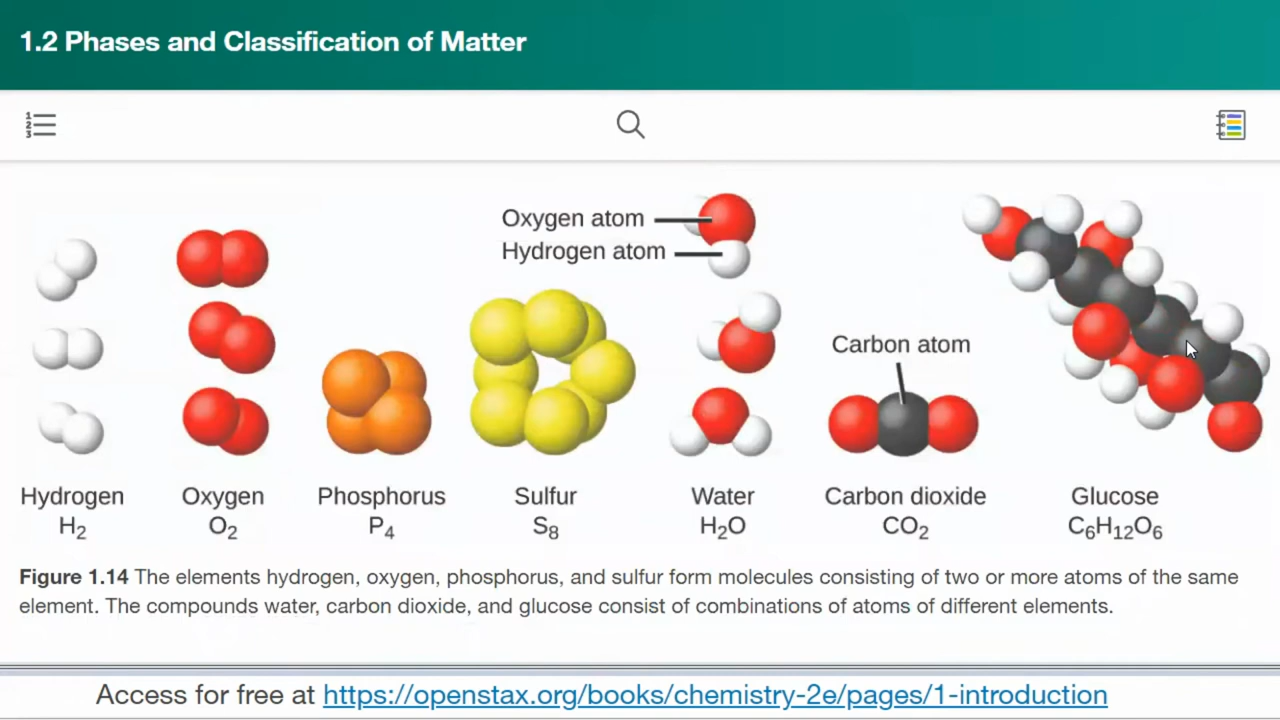 1.2 Phases and Classification of Matter
1
2
3
Oxygen atom
Hydrogen atom
Carbon atom
Hydrogen
H₂
Oxygen
O₂
Phosphorus
P₄
Sulfur
S₈
Water
H₂O
Carbon dioxide
CO₂
Glucose
C₆H₁₂O₆
Figure 1.14 The elements hydrogen, oxygen, phosphorus, and sulfur form molecules consisting of two or more atoms of the same
element. The compounds water, carbon dioxide, and glucose consist of combinations of atoms of different elements.
Access for free at https://openstax.org/books/chemistry-2e/pages/1-introduction